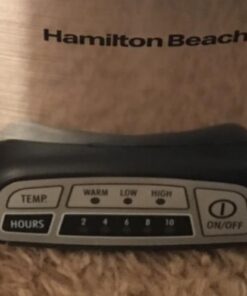 Hamilton Beach
TEMP. WARM LOW HIGH
HOURS 2 4 6 8 10 ON/OFF